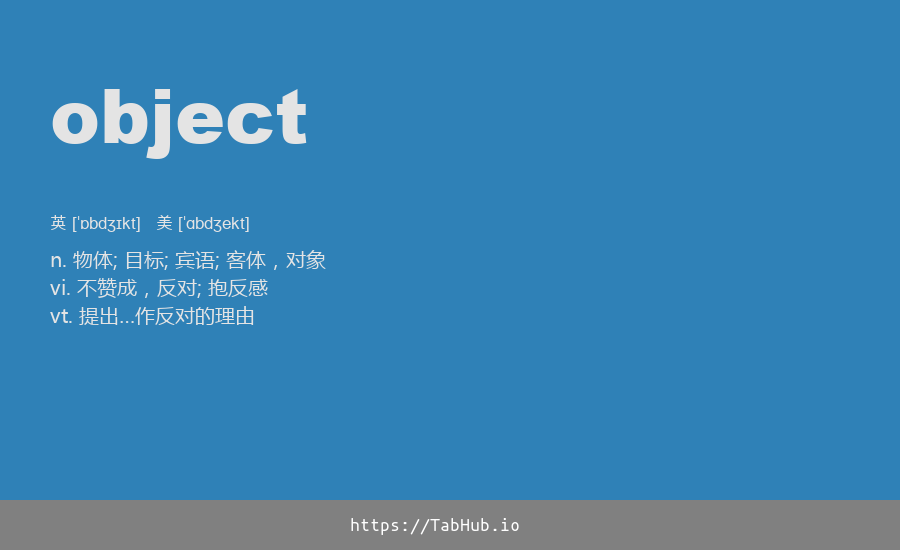 object
英 [ˈɒbdʒɪkt] 美 [ˈɑbdʒekt]
n. 物体; 目标; 宾语; 客体，对象
vi. 不赞成，反对; 抱反感
vt. 提出…作反对的理由
https://TabHub.io